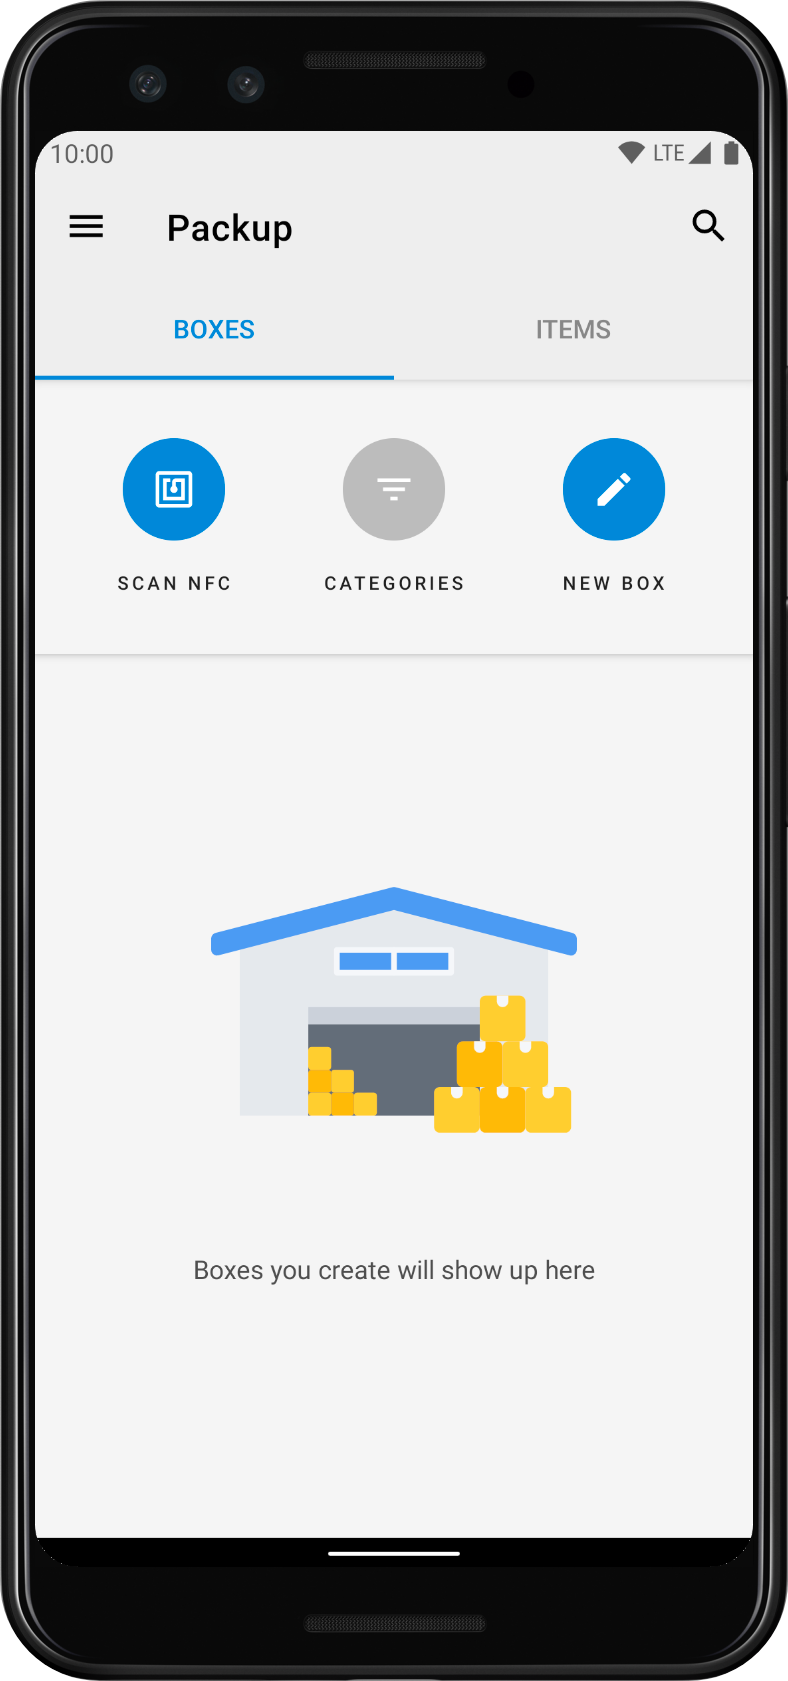 10:00 LTE
Packup
BOXES ITEMS
SCAN NFC CATEGORIES NEW BOX
Boxes you create will show up here